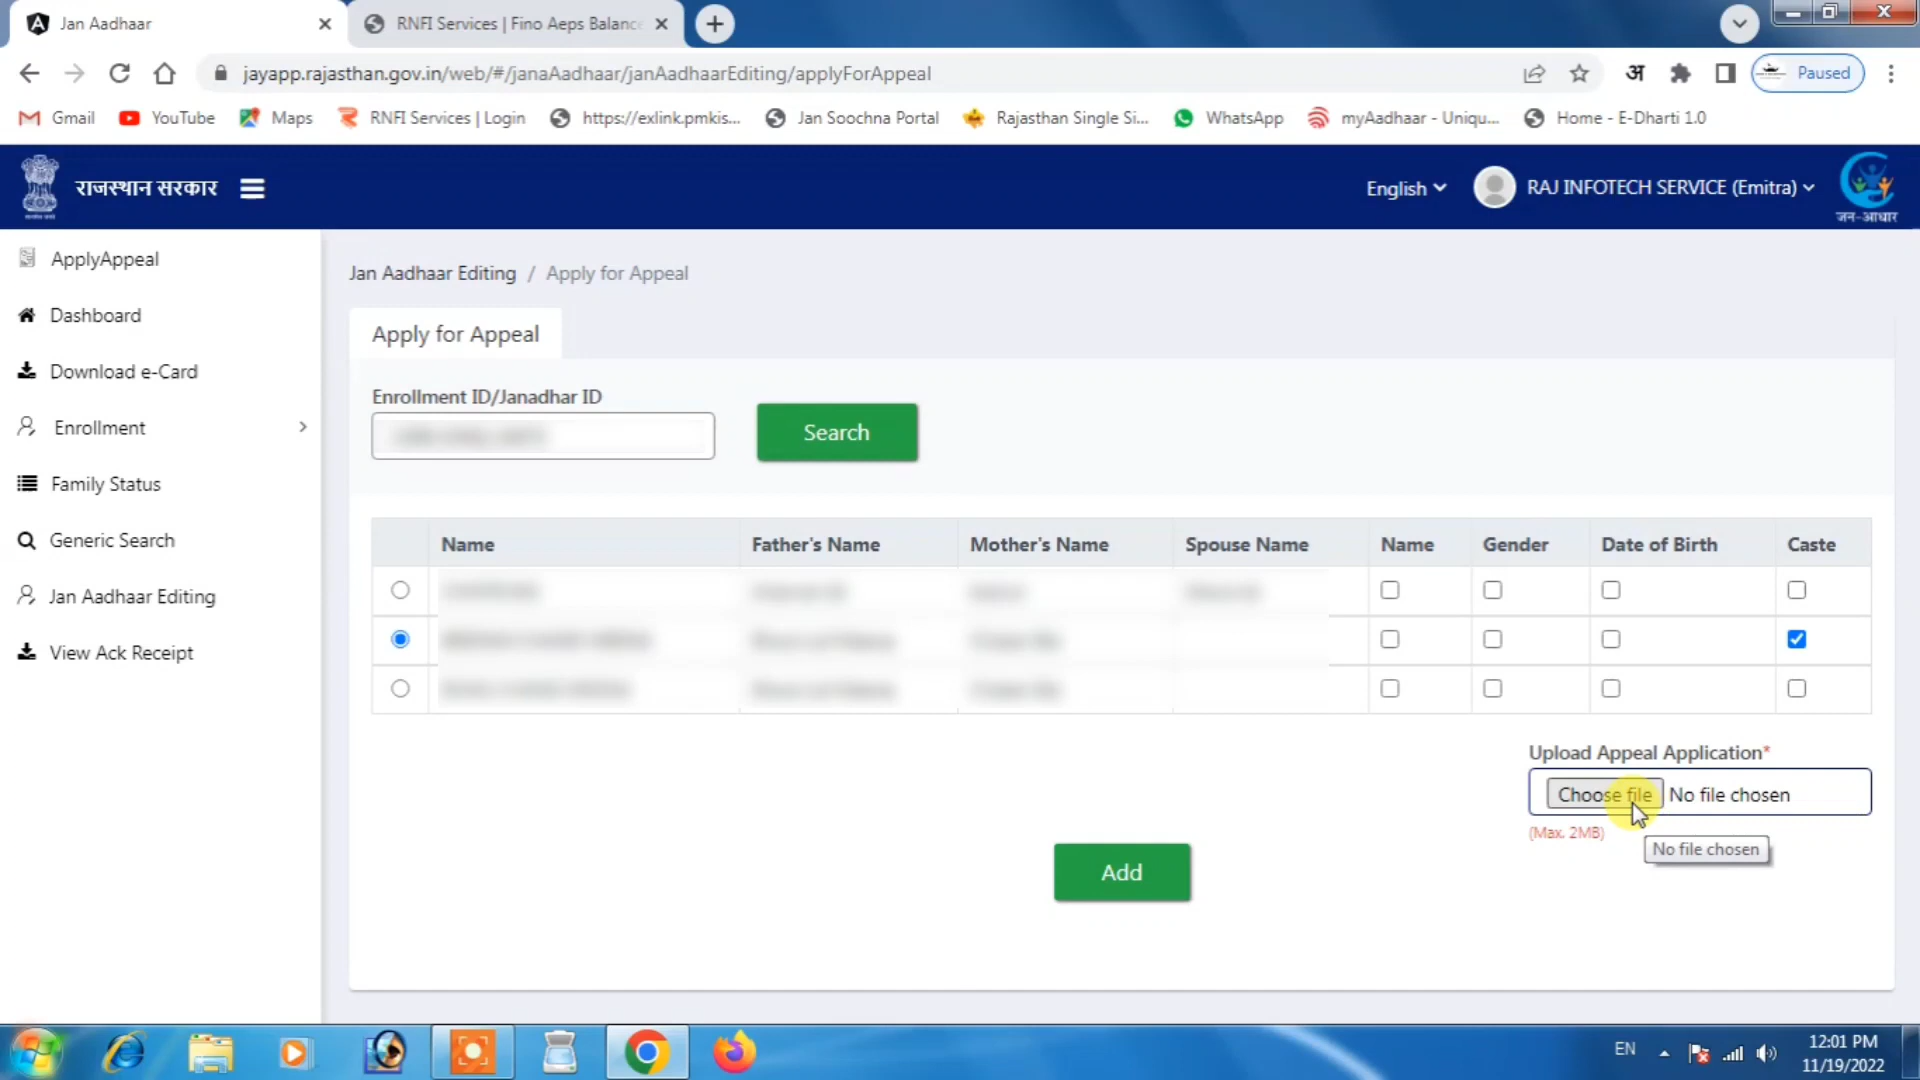 Jan Aadhaar
RNFI Services | Fino Aeps Balance
jayapp.rajasthan.gov.in/web/#/janaAadhaar/janAadhaarEditing/applyForAppeal
अ
Paused
Gmail
YouTube
Maps
RNFI Services | Login
https://exlink.pmkis...
Jan Soochna Portal
Rajasthan Single Si...
WhatsApp
myAadhaar - Uniqu...
Home - E-Dharti 1.0
राजस्थान सरकार
English
RAJ INFOTECH SERVICE (Emitra)
जन-आधार
ApplyAppeal
Dashboard
Download e-Card
Enrollment
Family Status
Generic Search
Jan Aadhaar Editing
View Ack Receipt
Jan Aadhaar Editing / Apply for Appeal
Apply for Appeal
Enrollment ID/Janadhar ID
Search
Name Father's Name Mother's Name Spouse Name Name Gender Date of Birth Caste
Upload Appeal Application*
Choose file No file chosen
(Max. 2MB)
No file chosen
Add
EN
12:01 PM
11/19/2022